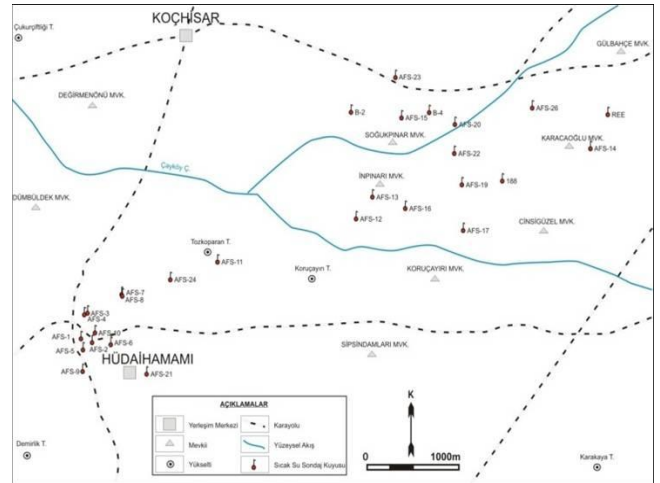 KOÇHİSAR
Çukurçiftliği T.
GÜLBAHÇE MVK.
AFS-23
DEĞİRMENÖNÜ MVK.
B-2
AFS-15
B-4
AFS-20
AFS-26
REE
SOĞUKPINAR MVK.
KARACAOĞLU MVK.
AFS-14
AFS-22
Çayköy Ç.
İNPINARI MVK.
AFS-19
188
DÜMBÜLDEK MVK.
AFS-13
AFS-16
AFS-12
AFS-17
CİNSİGÜZEL MVK.
Tozkoparan T.
AFS-11
Koruçayırı T.
KORUÇAYIRI MVK.
AFS-24
AFS-7
AFS-8
AFS-3
AFS-4
AFS-1
AFS-10
AFS-5
AFS-2
AFS-6
SİPSİNDAMLARI MVK.
HÜDAİHAMAMI
AFS-9
AFS-21
Demirlik T.
Karakaya T.
AÇIKLAMALAR
Yerleşim Merkezi
Karayolu
Mevkii
Yüzeysel Akış
Yükselti
Sıcak Su Sondaj Kuyusu
K
0 1000m